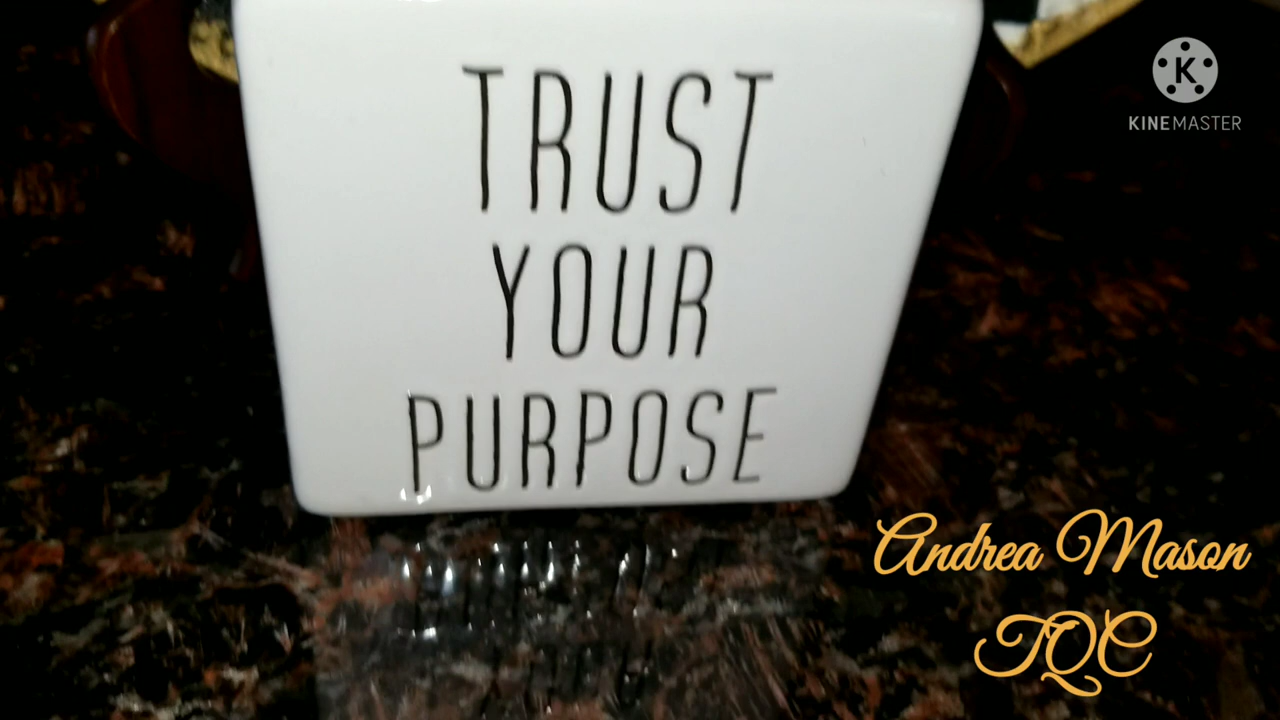 TRUST
YOUR
PURPOSE
K
KINEMASTER
Andrea Mason
TQC